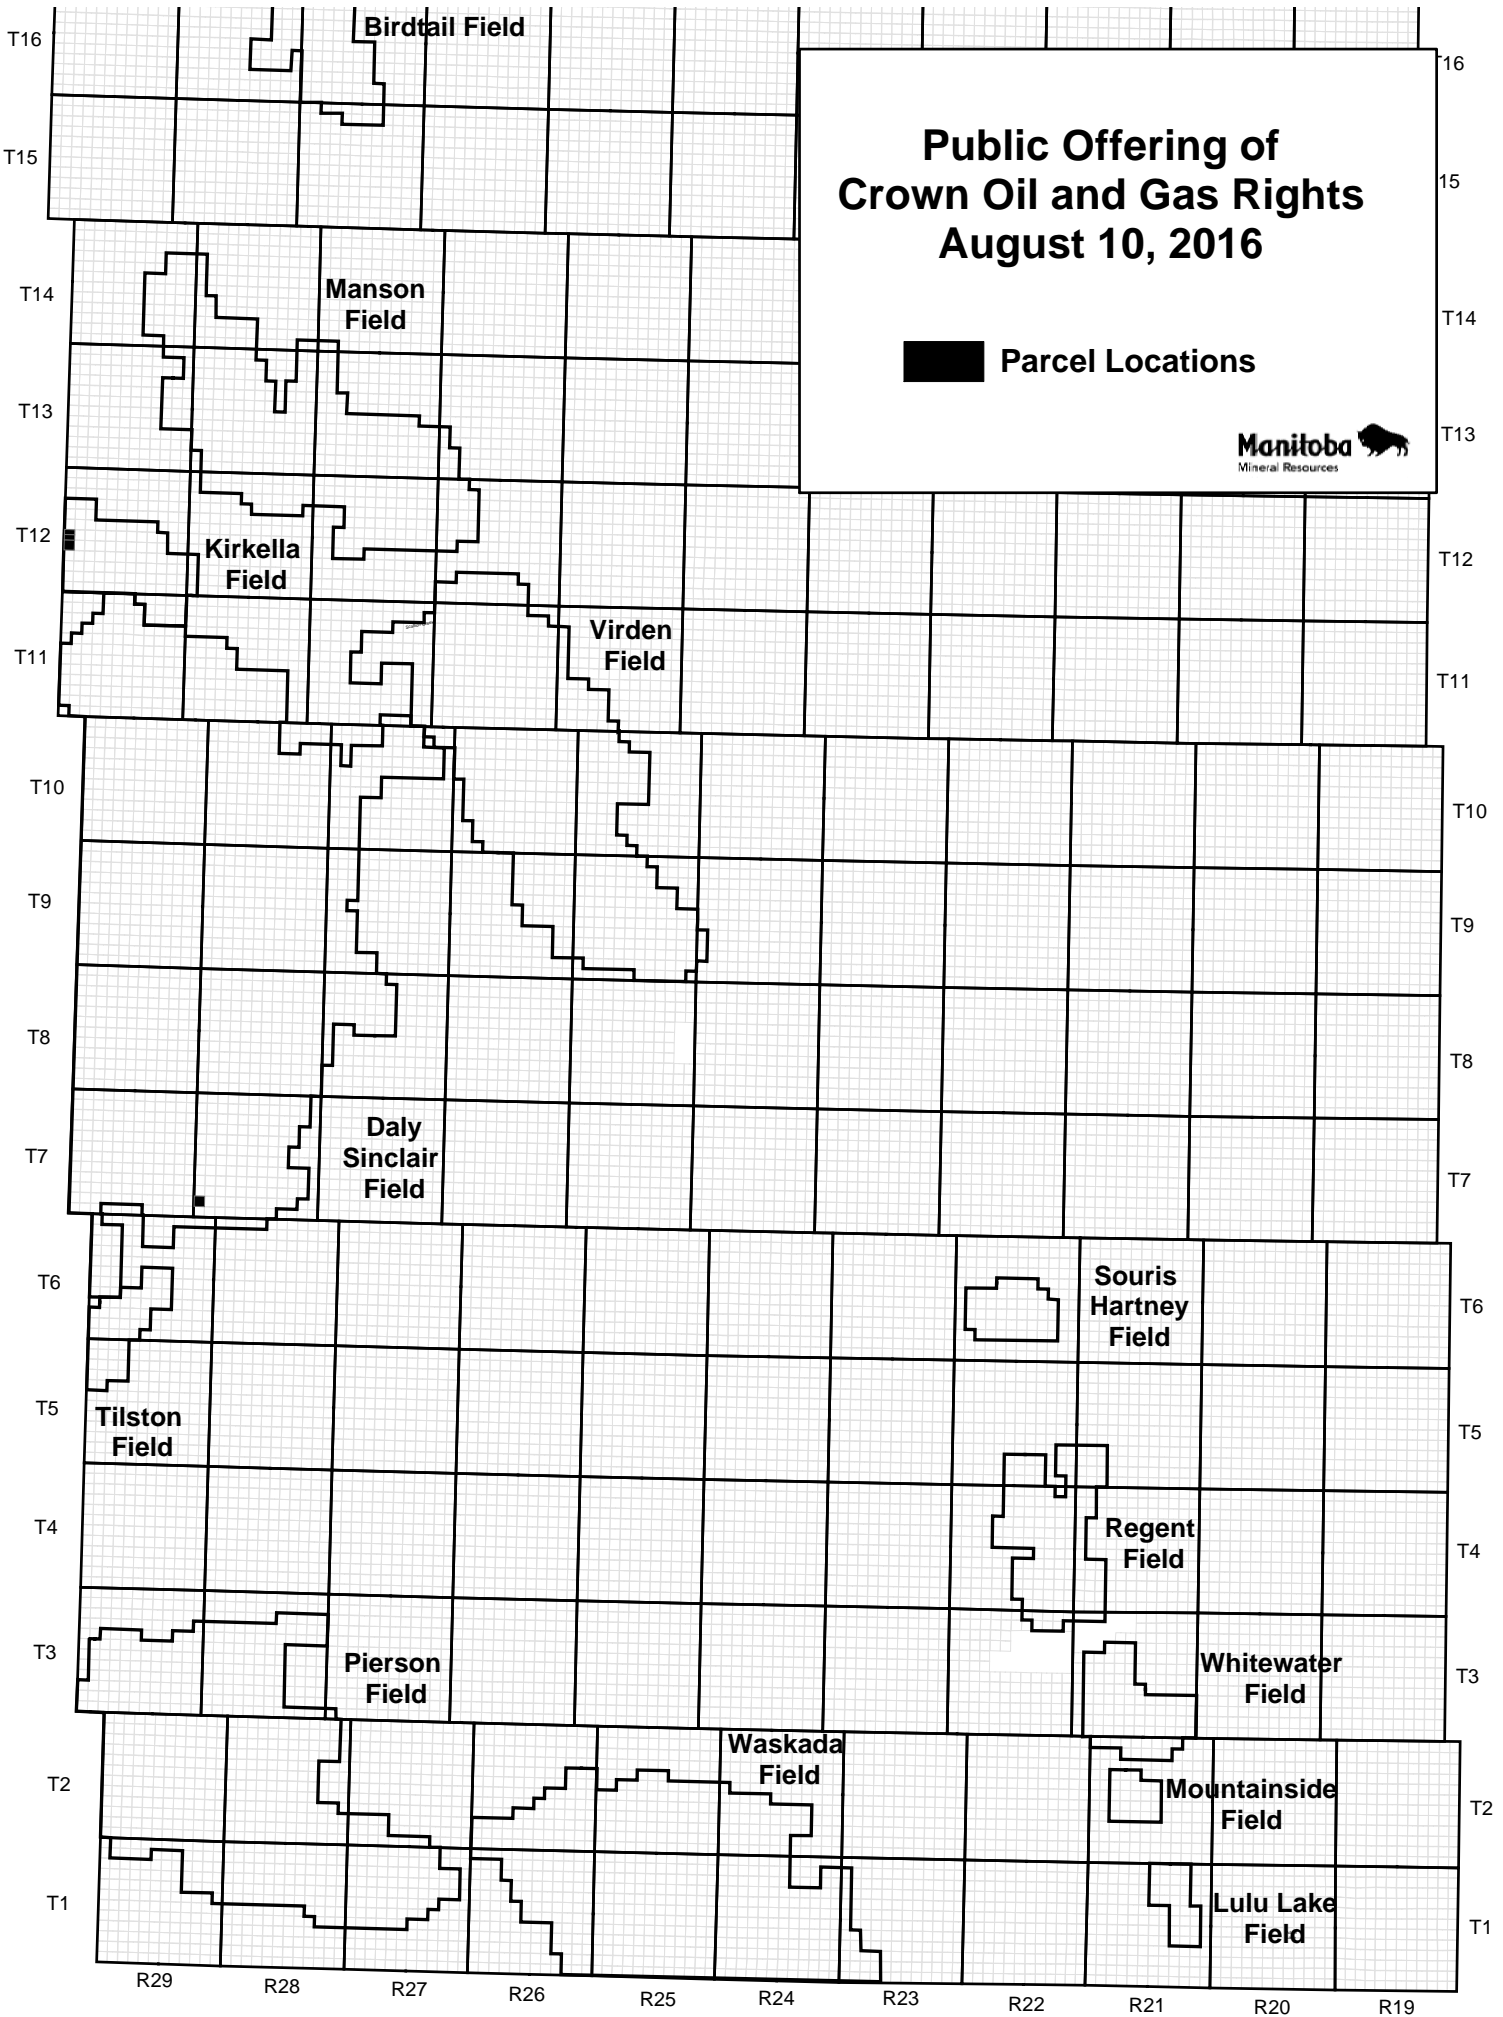 Birdtail Field
T16
16
Public Offering of
Crown Oil and Gas Rights
August 10, 2016
T15
15
T14
Manson
Field
T14
Parcel Locations
T13
T13
Manitoba
Mineral Resources
T12
Kirkella
Field
T12
T11
Virden
Field
T11
T10
T10
T9
T9
T8
T8
T7
Daly
Sinclair
Field
T7
T6
Souris
Hartney
Field
T6
T5
Tilston
Field
T5
T4
Regent
Field
T4
T3
Pierson
Field
Whitewater
Field
T3
Waskada
Field
T2
Mountainside
Field
T2
T1
Lulu Lake
Field
T1
R29
R28
R27
R26
R25
R24
R23
R22
R21
R20
R19